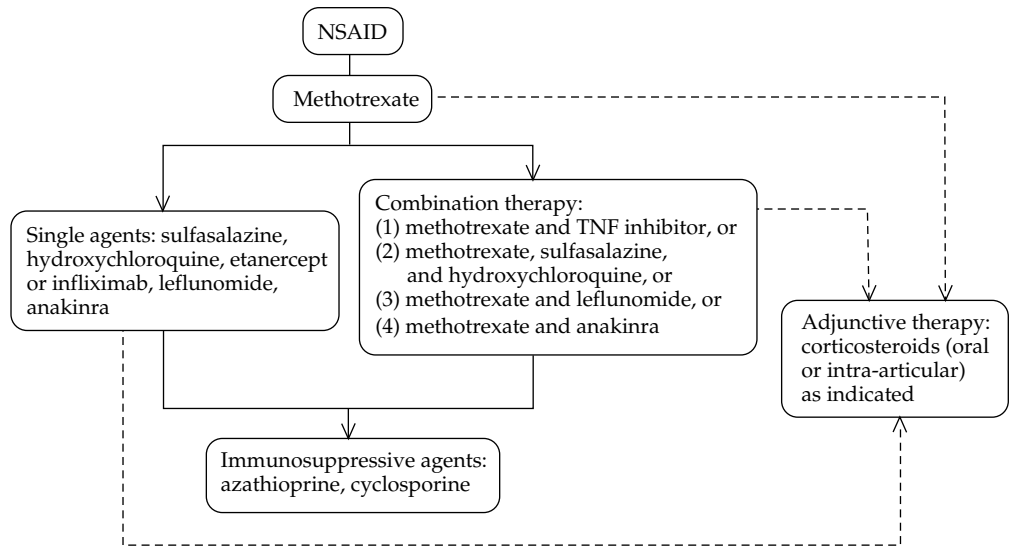 NSAID
Methotrexate
Single agents: sulfasalazine,
hydroxychloroquine, etanercept
or infliximab, leflunomide,
anakinra
Combination therapy:
(1) methotrexate and TNF inhibitor, or
(2) methotrexate, sulfasalazine,
and hydroxychloroquine, or
(3) methotrexate and leflunomide, or
(4) methotrexate and anakinra
Adjunctive therapy:
corticosteroids (oral
or intra-articular)
as indicated
Immunosuppressive agents:
azathioprine, cyclosporine